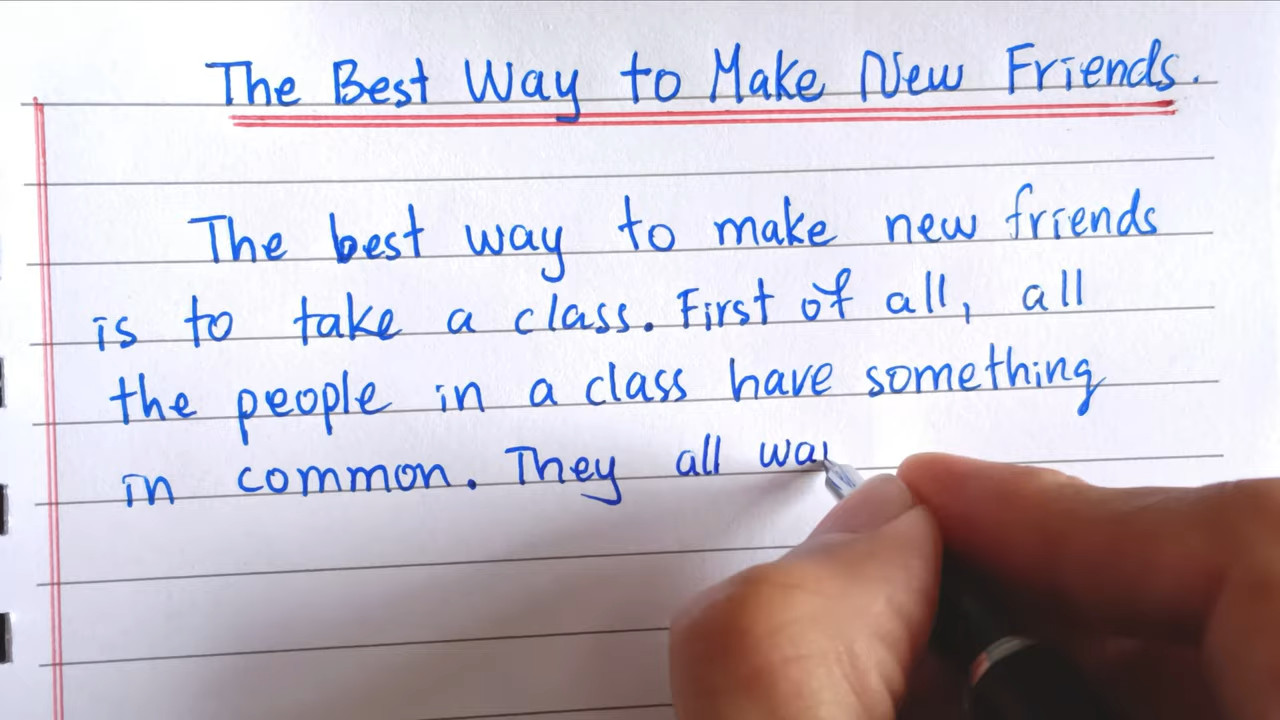 The Best Way to Make New Friends.
The best way to make new friends
is to take a class. First of all, all
the people in a class have something
in common. They all